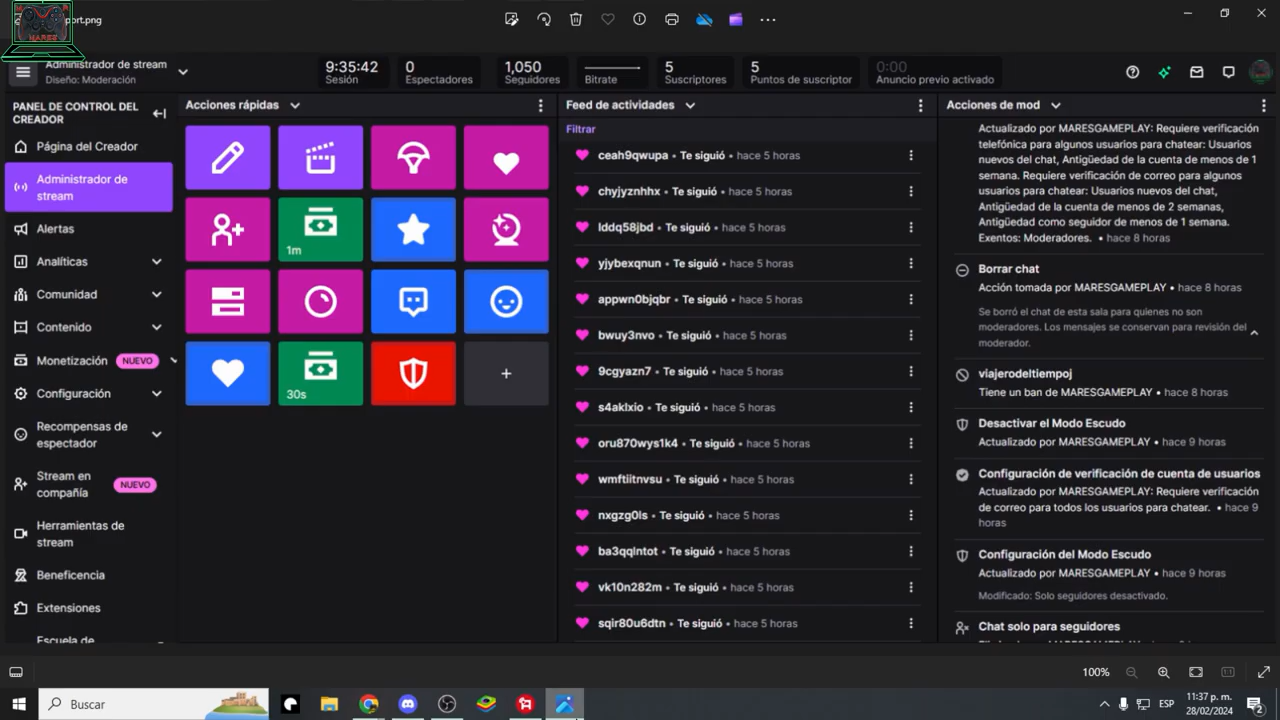 port.png
Administrador de stream
Diseño: Moderación
9:35:42
Sesión
0
Espectadores
1,050
Seguidores
Bitrate
5
Suscriptores
5
Puntos de suscriptor
0:00
Anuncio previo activado
PANEL DE CONTROL DEL
CREADOR
Página del Creador
Administrador de
stream
Alertas
Analíticas
Comunidad
Contenido
Monetización NUEVO
Configuración
Recompensas de
espectador
Stream en
compañía
NUEVO
Herramientas de
stream
Beneficencia
Extensiones
Escuela de
Acciones rápidas
1m
30s
+
Feed de actividades
Filtrar
ceah9qwupa • Te siguió • hace 5 horas
chyjyznhhx • Te siguió • hace 5 horas
lddq58jbd • Te siguió • hace 5 horas
yjybexqnun • Te siguió • hace 5 horas
appwn0bjqbr • Te siguió • hace 5 horas
bwuy3nvo • Te siguió • hace 5 horas
9cgyazn7 • Te siguió • hace 5 horas
s4aklxio • Te siguió • hace 5 horas
oru870wys1k4 • Te siguió • hace 5 horas
wmftiitnvsu • Te siguió • hace 5 horas
nxgzg0ls • Te siguió • hace 5 horas
ba3qqlntot • Te siguió • hace 5 horas
vk10n282m • Te siguió • hace 5 horas
sqir80u6dtn • Te siguió • hace 5 horas
Acciones de mod
Actualizado por MARESGAMEPLAY: Requiere verificación
telefónica para algunos usuarios para chatear: Usuarios
nuevos del chat, Antigüedad de la cuenta de menos de 1
semana. Requiere verificación de correo para algunos
usuarios para chatear: Usuarios nuevos del chat,
Antigüedad de la cuenta de menos de 2 semanas,
Antigüedad como seguidor de menos de 1 semana.
Exentos: Moderadores. • hace 8 horas
Borrar chat
Acción tomada por MARESGAMEPLAY • hace 8 horas
Se borró el chat de esta sala para quienes no son
moderadores. Los mensajes se conservan para revisión del
moderador.
viajerodeltiempoj
Tiene un ban de MARESGAMEPLAY • hace 8 horas
Desactivar el Modo Escudo
Actualizado por MARESGAMEPLAY • hace 9 horas
Configuración de verificación de cuenta de usuarios
Actualizado por MARESGAMEPLAY: Requiere verificación
de correo para todos los usuarios para chatear. • hace 9
horas
Configuración del Modo Escudo
Actualizado por MARESGAMEPLAY • hace 9 horas
Modificado: Solo seguidores desactivado.
Chat solo para seguidores
100%
Buscar
ESP
11:37 p. m.
28/02/2024
2